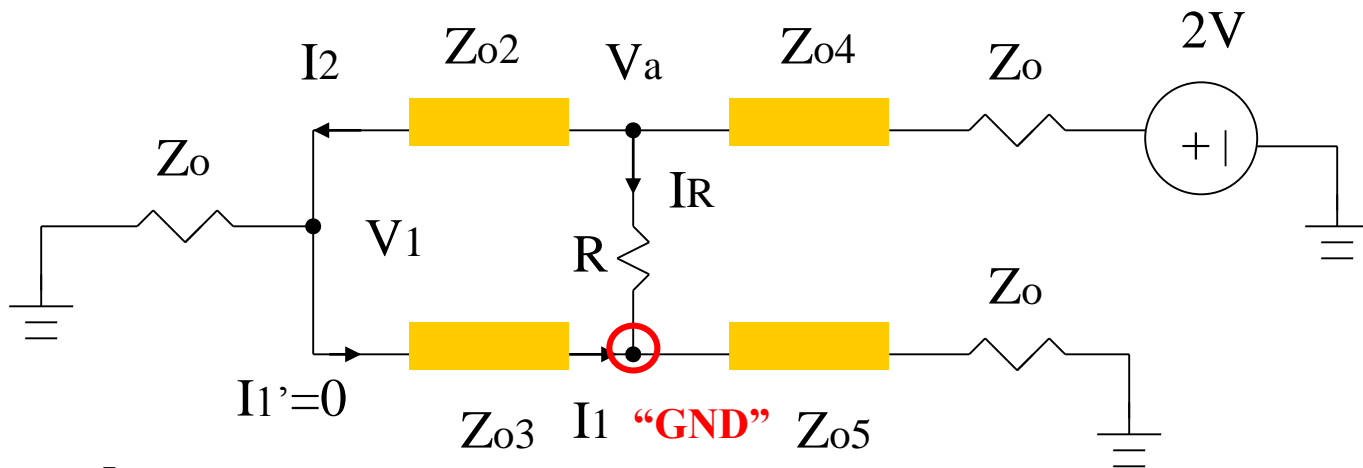 2V
I2 Zo2 Va Zo4 Zo
+ |
Zo
IR
V1
R
Zo
I1'=0
Zo3 I1 “GND” Zo5